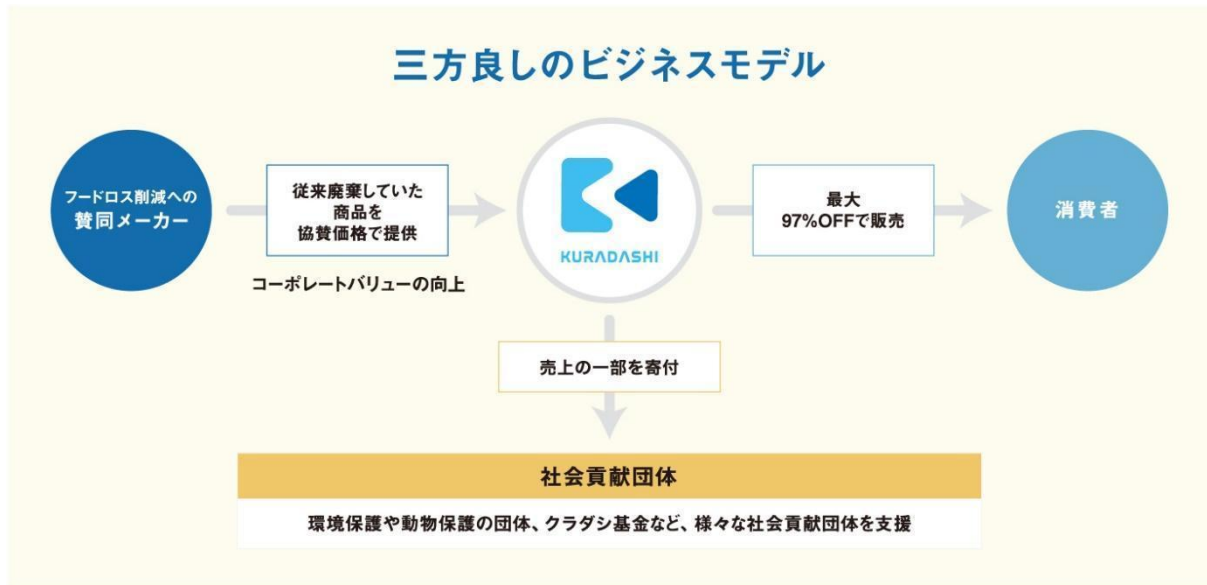 三方良しのビジネスモデル
フードロス削減への
賛同メーカー
従来廃棄していた
商品を
協賛価格で提供
コーポレートバリューの向上
KURADASHI
最大
97%OFFで販売
消費者
売上の一部を寄付
社会貢献団体
環境保護や動物保護の団体、クラダシ基金など、様々な社会貢献団体を支援